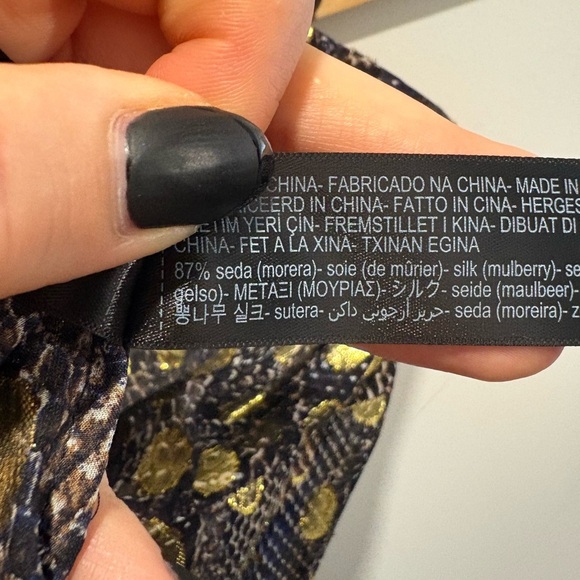 CHINA- FABRICADO NA CHINA- MADE IN
CEERD IN CHINA- FATTO IN CINA- HERGES
ETIM YERİ ÇİN- FREMSTILLET I KINA- DIBUAT DI
CHINA- FET A LA XINA- TXINAN EGINA
87% seda (morera)- soie (de mûrier)- silk (mulberry)- se
gelso)- ΜΕΤΑΞΙ (ΜΟΥΡΙΑΣ)- シルク- seide (maulbeer)-
뽕나무 실크- sutera- حرير أرجواني داكن- seda (moreira)- z